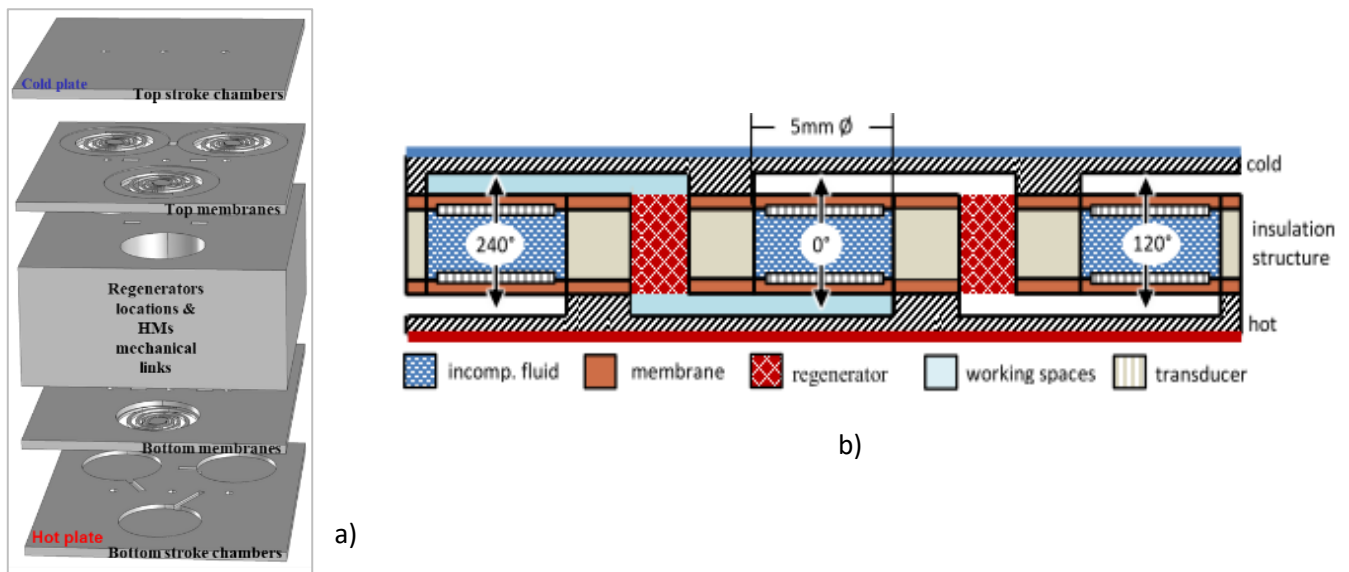 Cold plate
Top stroke chambers
Top membranes
Regenerators
locations &
HMs
mechanical
links
Bottom membranes
Hot plate
Bottom stroke chambers
a)
5mm Ø
cold
240°
0°
120°
insulation
structure
hot
incomp. fluid
membrane
regenerator
working spaces
transducer
b)